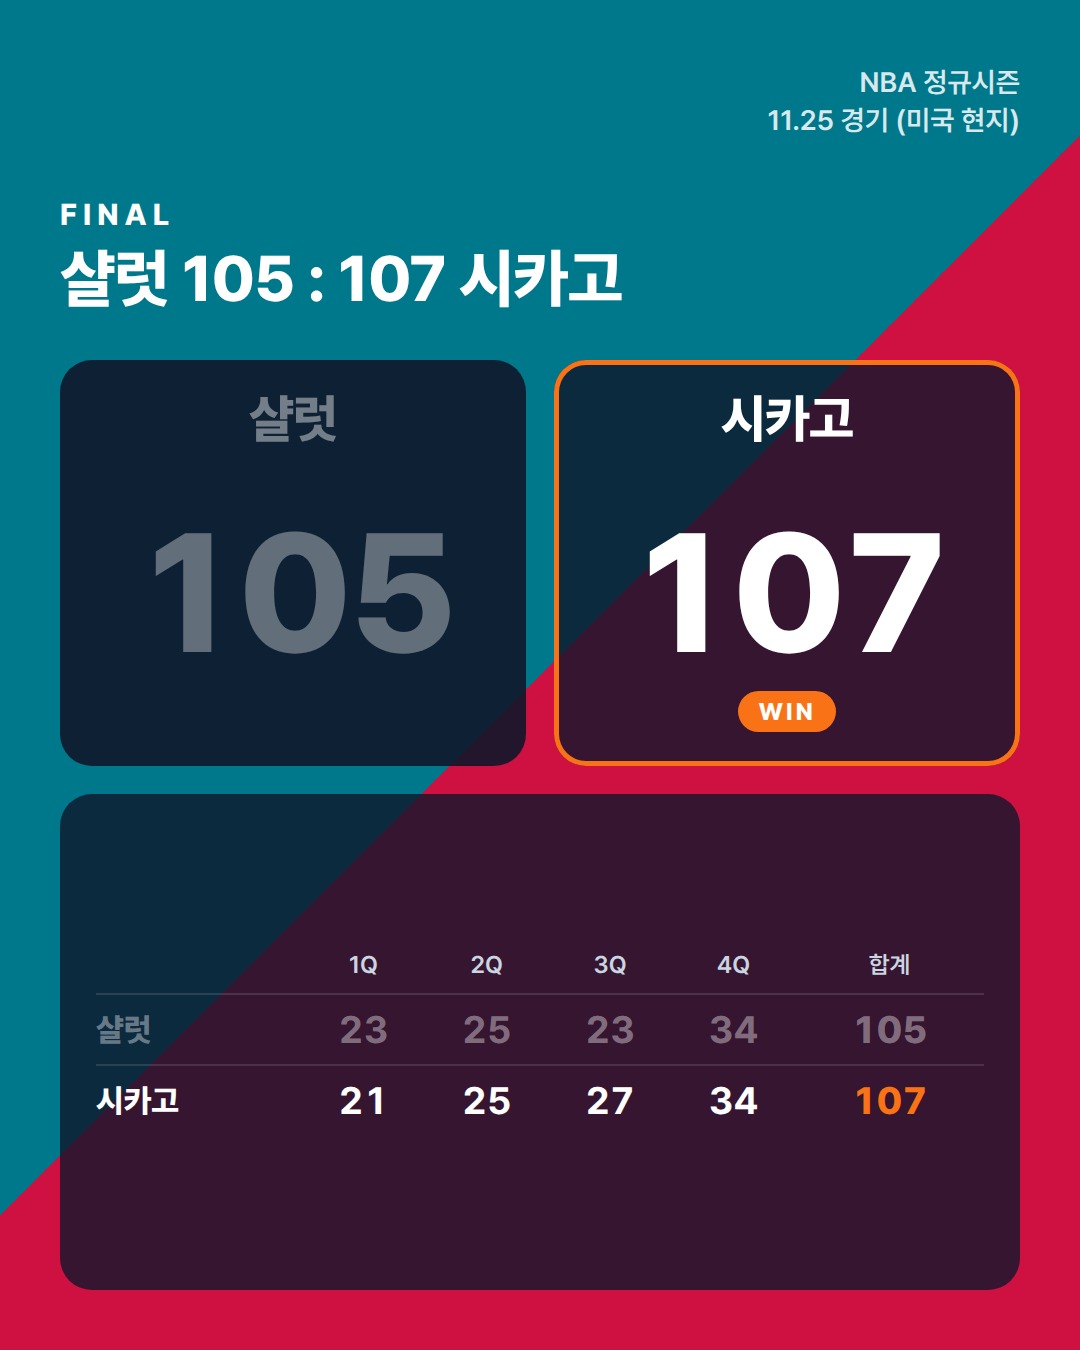 NBA 정규시즌
11.25 경기 (미국 현지)
FINAL
샬럿 105 : 107 시카고
샬럿
105
시카고
107
WIN
1Q 2Q 3Q 4Q 합계
샬럿 23 25 23 34 105
시카고 21 25 27 34 107